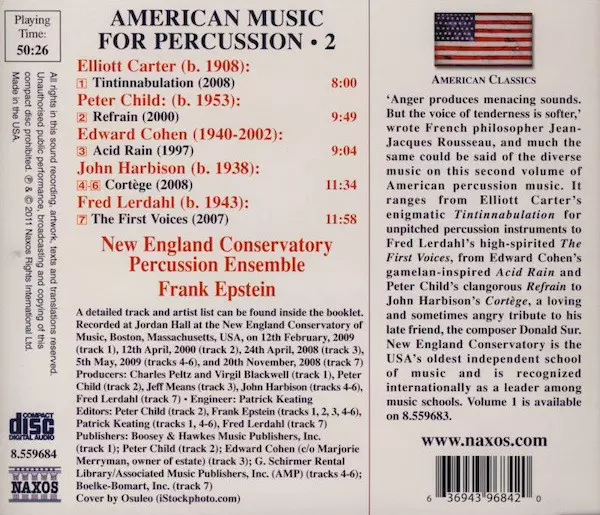 Playing
Time:
50:26
All rights in this sound recording, artwork, texts and translations reserved.
Unauthorised public performance, broadcasting and copying of this
compact disc prohibited. ℗ & © 2011 Naxos Rights International Ltd.
Made in the USA
COMPACT
disc
DIGITAL AUDIO
8.559684
NAXOS
AMERICAN MUSIC
FOR PERCUSSION • 2
Elliott Carter (b. 1908):
1 Tintinnabulation (2008) 8:00
Peter Child: (b. 1953):
2 Refrain (2000) 9:49
Edward Cohen (1940-2002):
3 Acid Rain (1997) 9:04
John Harbison (b. 1938):
4-6 Cortège (2008) 11:34
Fred Lerdahl (b. 1943):
7 The First Voices (2007) 11:58
New England Conservatory
Percussion Ensemble
Frank Epstein
A detailed track and artist list can be found inside the booklet.
Recorded at Jordan Hall at the New England Conservatory of
Music, Boston, Massachusetts, USA, on 12th February, 2009
(track 1), 12th April, 2000 (track 2), 24th April, 2008 (track 3),
5th May, 2009 (tracks 4-6), and 20th November, 2008 (track 7)
Producers: Charles Peltz and Virgil Blackwell (track 1), Peter
Child (track 2), Jeff Means (track 3), John Harbison (tracks 4-6),
Fred Lerdahl (track 7) • Engineer: Patrick Keating
Editors: Peter Child (track 2), Frank Epstein (tracks 1, 2, 3, 4-6),
Patrick Keating (tracks 1, 4-6), Fred Lerdahl (track 7)
Publishers: Boosey & Hawkes Music Publishers, Inc.
(track 1); Peter Child (track 2); Edward Cohen (c/o Marjorie
Merryman, owner of estate) (track 3); G. Schirmer Rental
Library/Associated Music Publishers, Inc. (AMP) (tracks 4-6);
Boelke-Bomart, Inc. (track 7)
Cover by Osuleo (iStockphoto.com)
AMERICAN CLASSICS
‘Anger produces menacing sounds.
But the voice of tenderness is softer,’
wrote French philosopher Jean-
Jacques Rousseau, and much the
same could be said of the diverse
music on this second volume of
American percussion music. It
ranges from Elliott Carter’s
enigmatic Tintinnabulation for
unpitched percussion instruments to
Fred Lerdahl’s high-spirited The
First Voices, from Edward Cohen’s
gamelan-inspired Acid Rain and
Peter Child’s clangorous Refrain to
John Harbison’s Cortège, a loving
and sometimes angry tribute to his
late friend, the composer Donald Sur.
New England Conservatory is the
USA’s oldest independent school
of music and is recognized
internationally as a leader among
music schools. Volume 1 is available
on 8.559683.
www.naxos.com
6 36943 96842 0